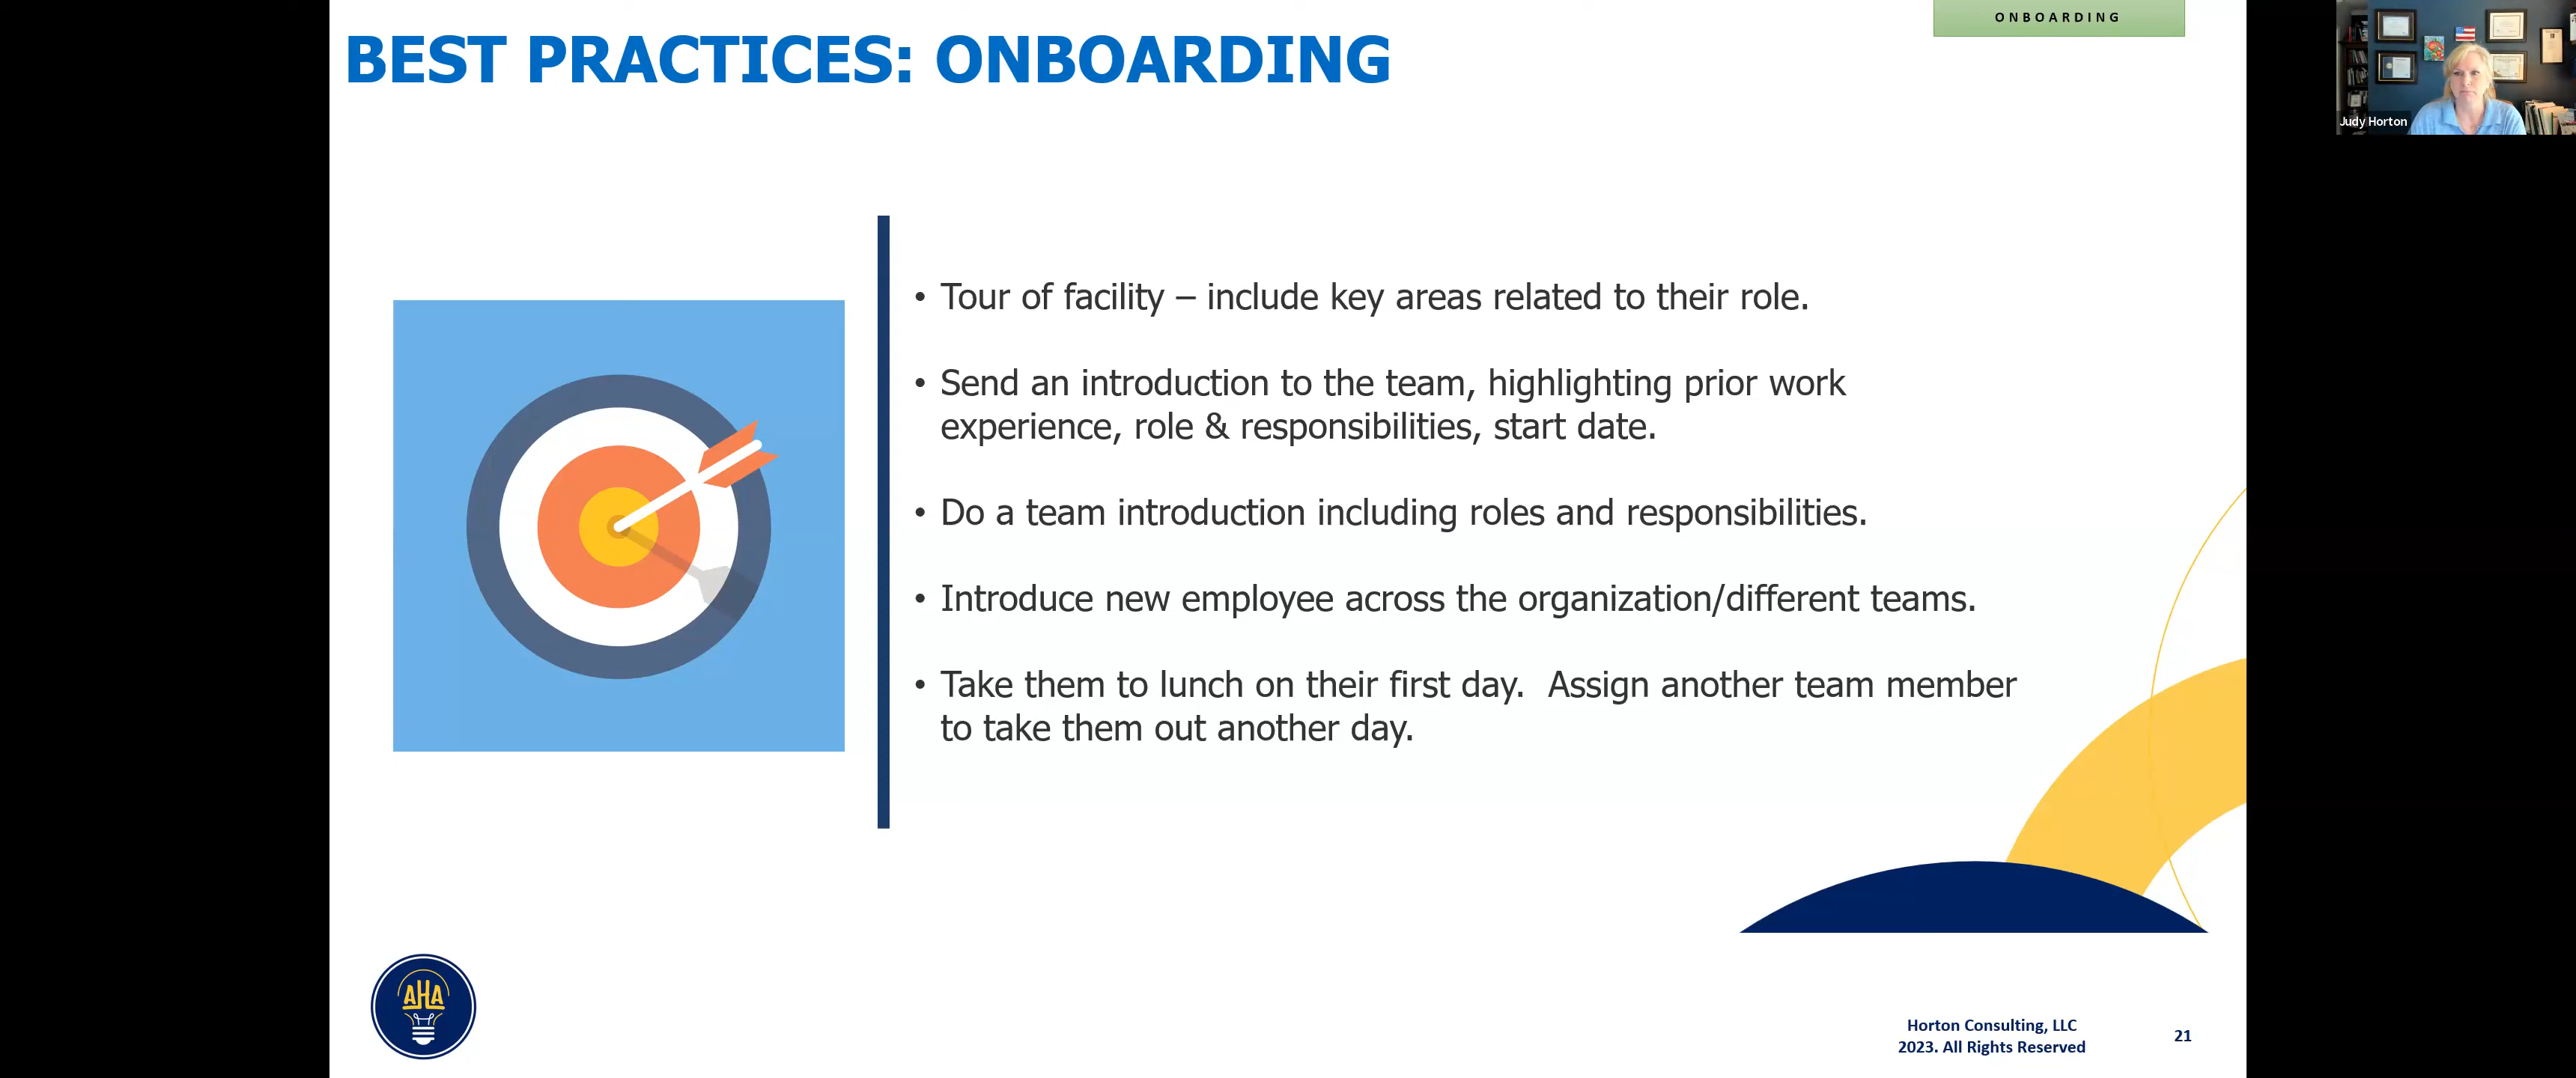 ONBOARDING
BEST PRACTICES: ONBOARDING
Judy Horton
• Tour of facility – include key areas related to their role.
• Send an introduction to the team, highlighting prior work
experience, role & responsibilities, start date.
• Do a team introduction including roles and responsibilities.
• Introduce new employee across the organization/different teams.
• Take them to lunch on their first day.  Assign another team member
to take them out another day.
AHA
Horton Consulting, LLC
2023. All Rights Reserved
21